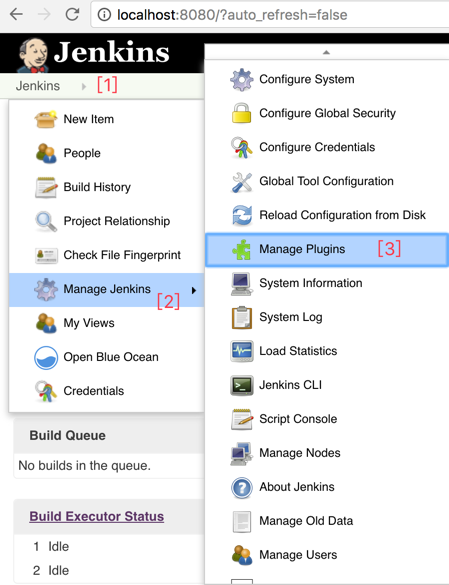 localhost:8080/?auto_refresh=false
Jenkins
Jenkins [1]
New Item
People
Build History
Project Relationship
Check File Fingerprint
Manage Jenkins
[2]
My Views
Open Blue Ocean
Credentials
Configure System
Configure Global Security
Configure Credentials
Global Tool Configuration
Reload Configuration from Disk
Manage Plugins [3]
System Information
System Log
Load Statistics
Jenkins CLI
Script Console
Manage Nodes
About Jenkins
Manage Old Data
Manage Users
Build Queue
No builds in the queue.
Build Executor Status
1 Idle
2 Idle